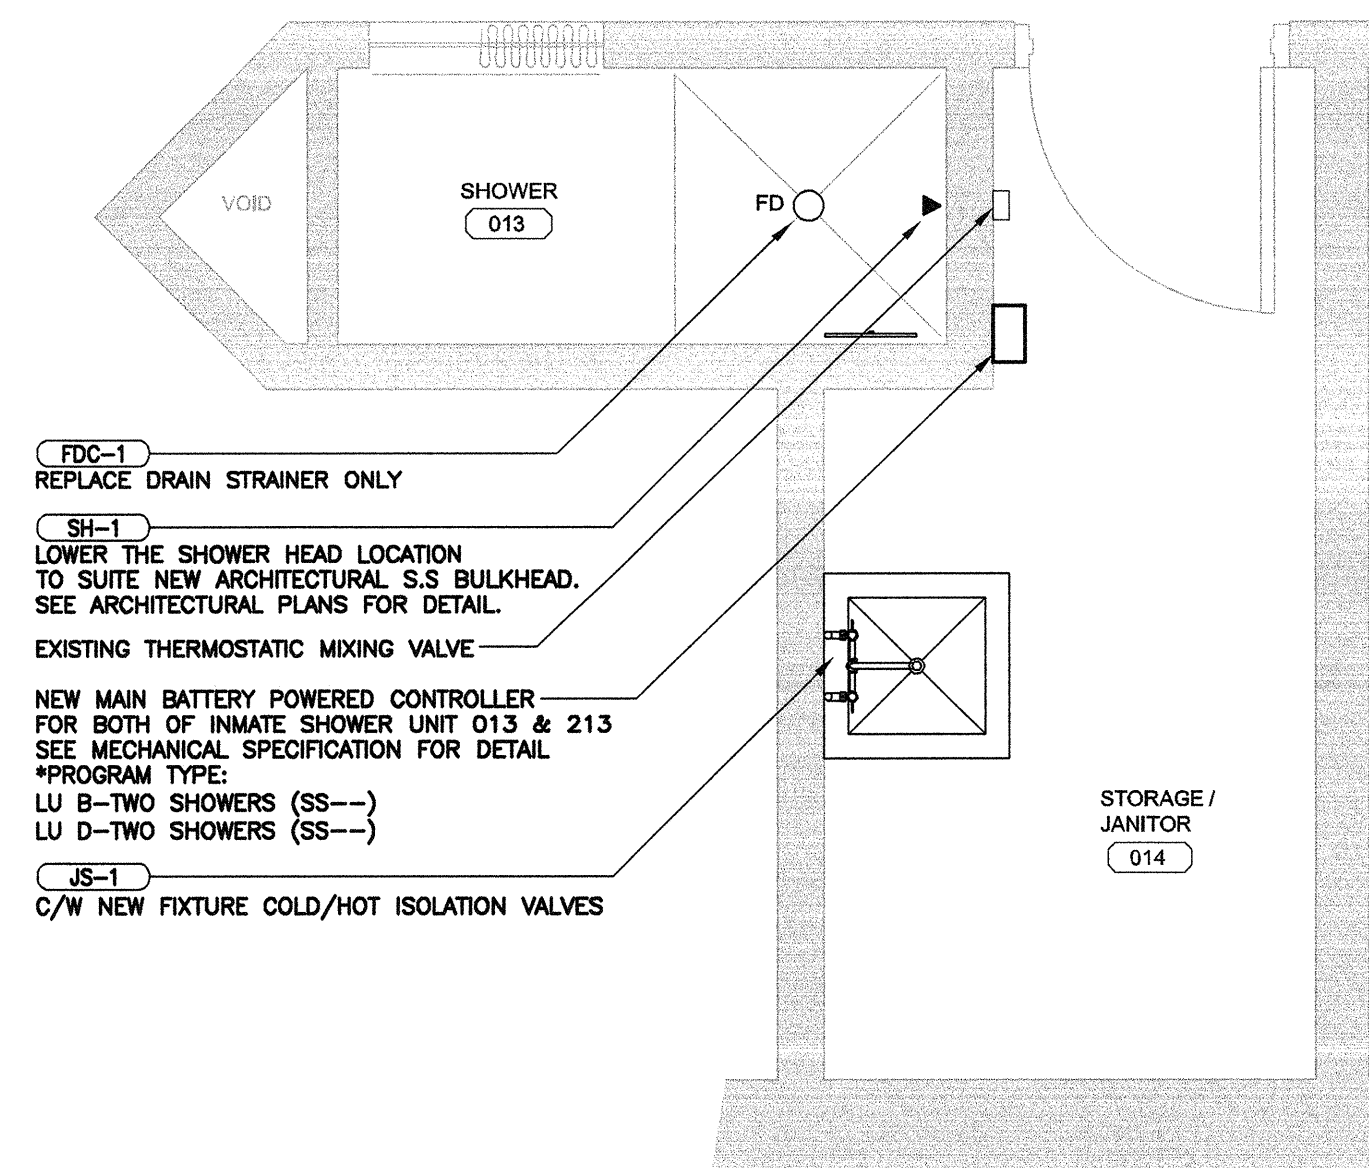 VOID
SHOWER
013
FD
FDC-1
REPLACE DRAIN STRAINER ONLY
SH-1
LOWER THE SHOWER HEAD LOCATION
TO SUITE NEW ARCHITECTURAL S.S BULKHEAD.
SEE ARCHITECTURAL PLANS FOR DETAIL.
EXISTING THERMOSTATIC MIXING VALVE
NEW MAIN BATTERY POWERED CONTROLLER
FOR BOTH OF INMATE SHOWER UNIT 013 & 213
SEE MECHANICAL SPECIFICATION FOR DETAIL
*PROGRAM TYPE:
LU B-TWO SHOWERS (SS--)
LU D-TWO SHOWERS (SS--)
JS-1
C/W NEW FIXTURE COLD/HOT ISOLATION VALVES
STORAGE /
JANITOR
014